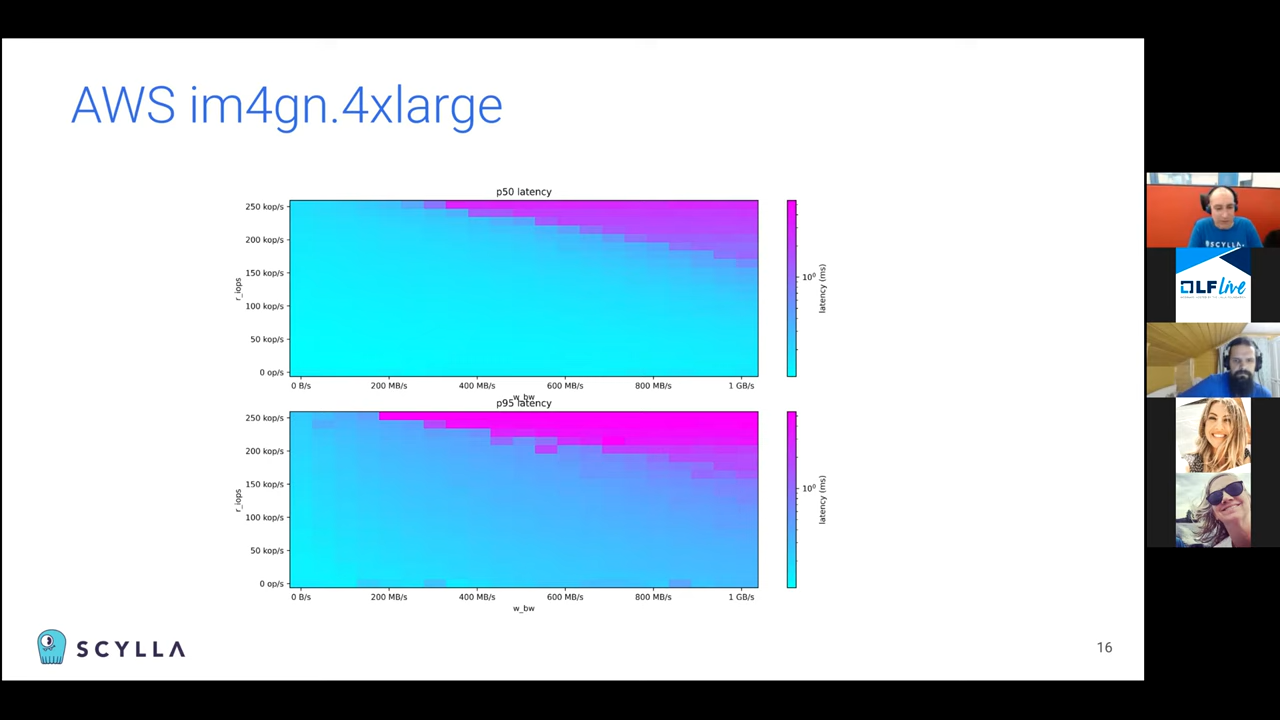 AWS im4gn.4xlarge
p50 latency
250 kop/s
200 kop/s
150 kop/s
100 kop/s
50 kop/s
0 op/s
r_iops
0 B/s
200 MB/s
400 MB/s
600 MB/s
800 MB/s
1 GB/s
w_bw
10⁰
latency (ms)
p95 latency
250 kop/s
200 kop/s
150 kop/s
100 kop/s
50 kop/s
0 op/s
r_iops
0 B/s
200 MB/s
400 MB/s
600 MB/s
800 MB/s
1 GB/s
w_bw
10⁰
latency (ms)
SCYLLA
16
SCYLLA
LF Live